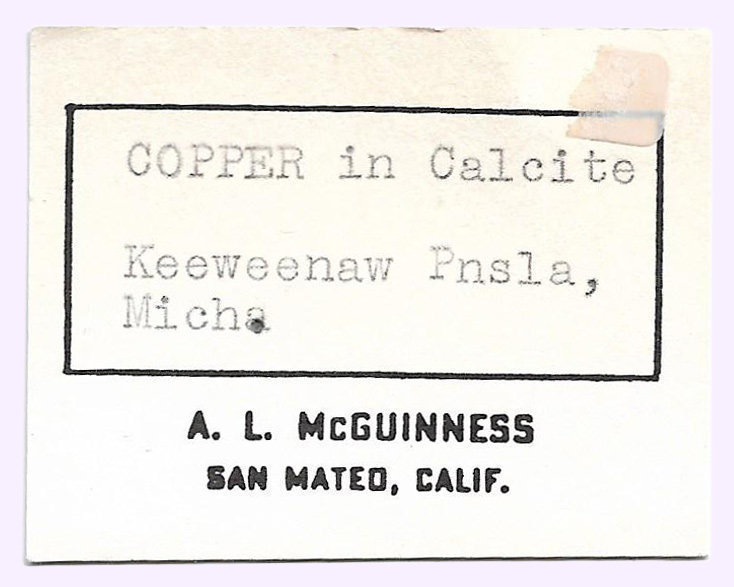 COPPER in Calcite
Keeweenaw Pnsla,
Micha.
A. L. McGUINNESS
SAN MATEO, CALIF.